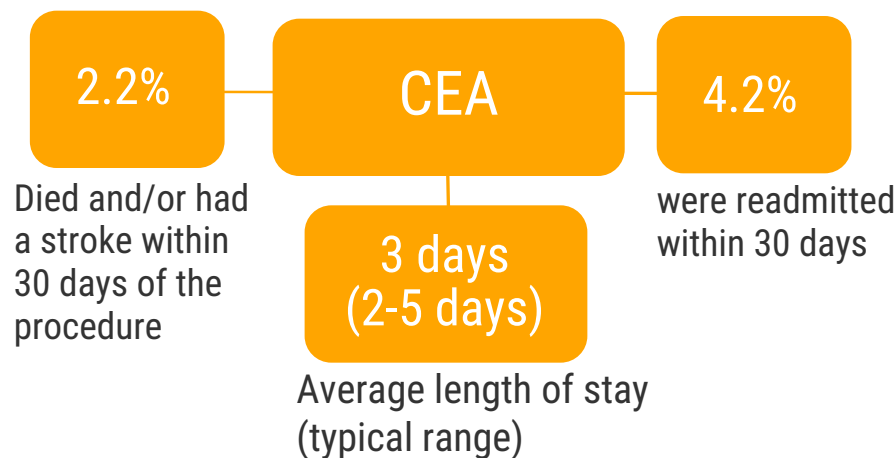 CEA
2.2%
Died and/or had
a stroke within
30 days of the
procedure
3 days
(2-5 days)
Average length of stay
(typical range)
4.2%
were readmitted
within 30 days